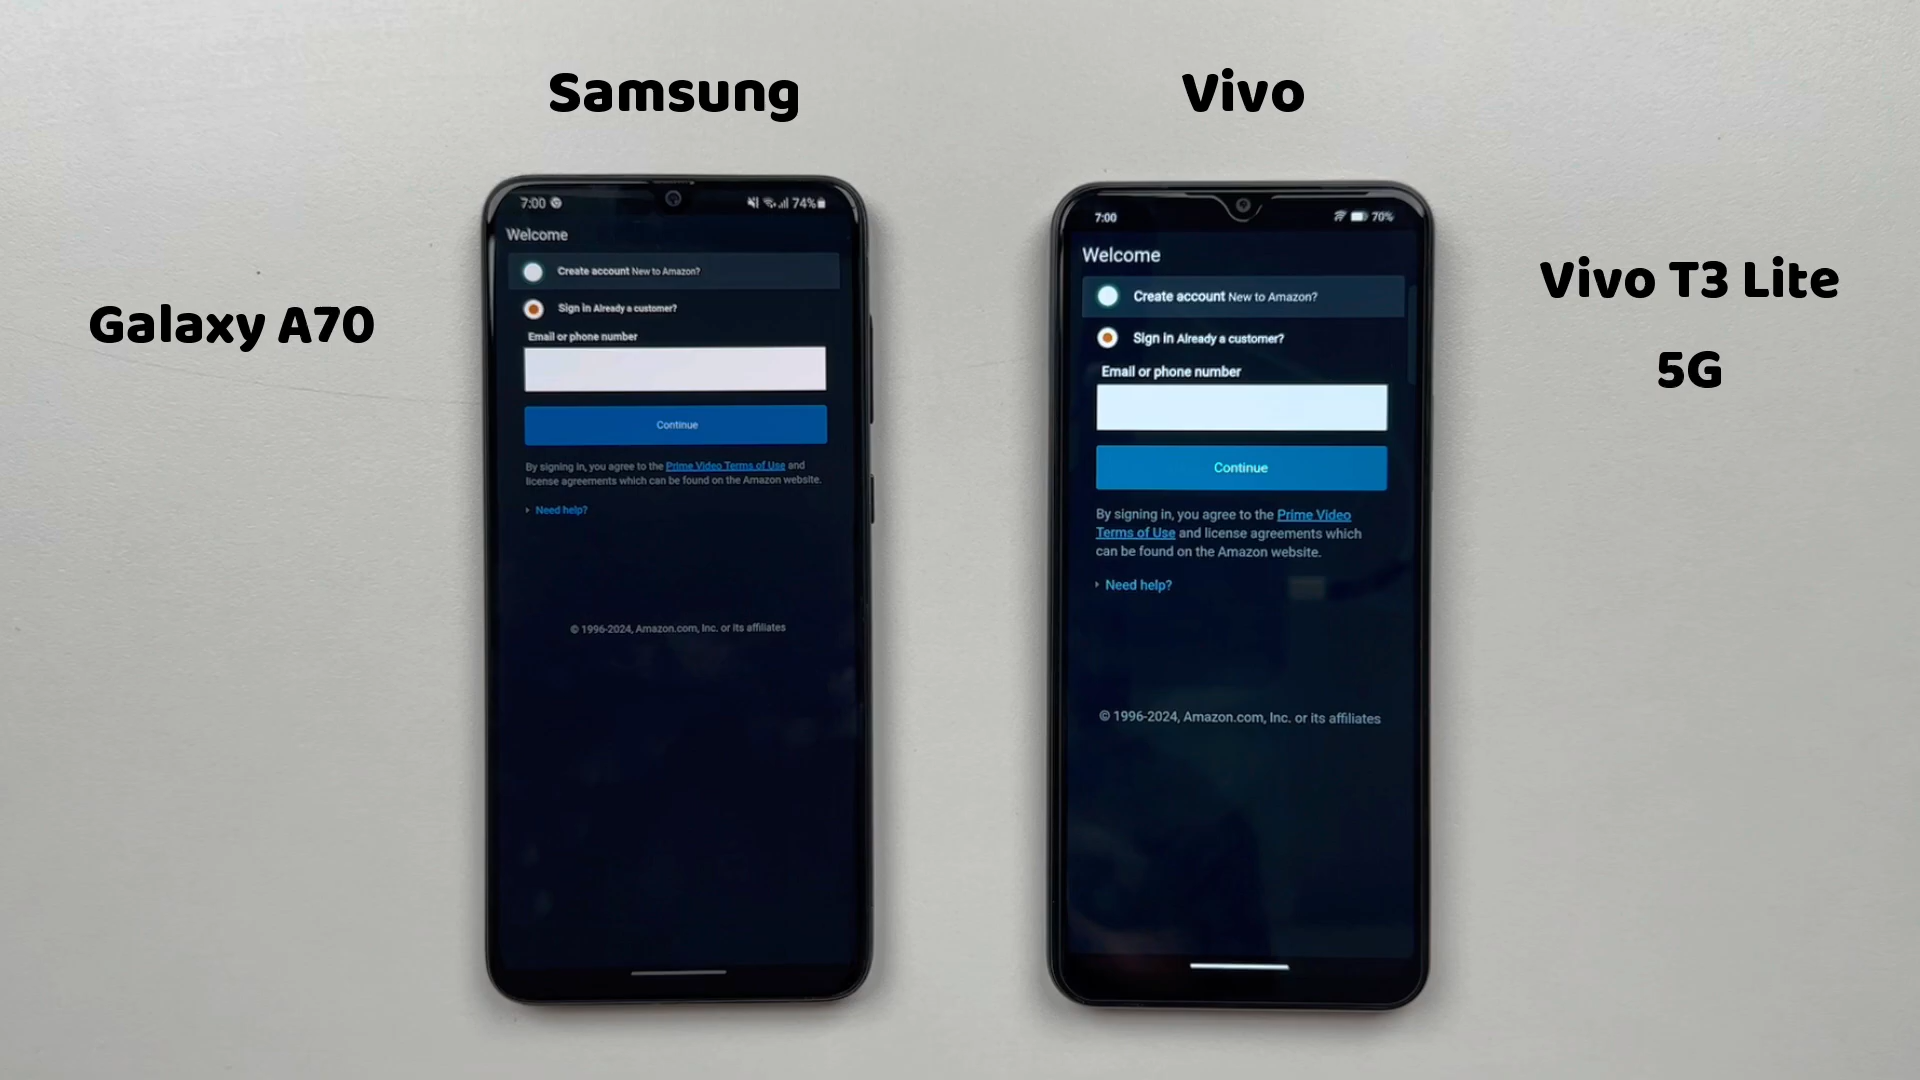 Samsung
Vivo
Galaxy A70
Vivo T3 Lite
5G
7:00
74%
Welcome
Create account New to Amazon?
Sign in Already a customer?
Email or phone number
Continue
By signing in, you agree to the Prime Video Terms of Use and
license agreements which can be found on the Amazon website.
Need help?
© 1996-2024, Amazon.com, Inc. or its affiliates
7:00
70%
Welcome
Create account New to Amazon?
Sign in Already a customer?
Email or phone number
Continue
By signing in, you agree to the Prime Video
Terms of Use and license agreements which
can be found on the Amazon website.
Need help?
© 1996-2024, Amazon.com, Inc. or its affiliates